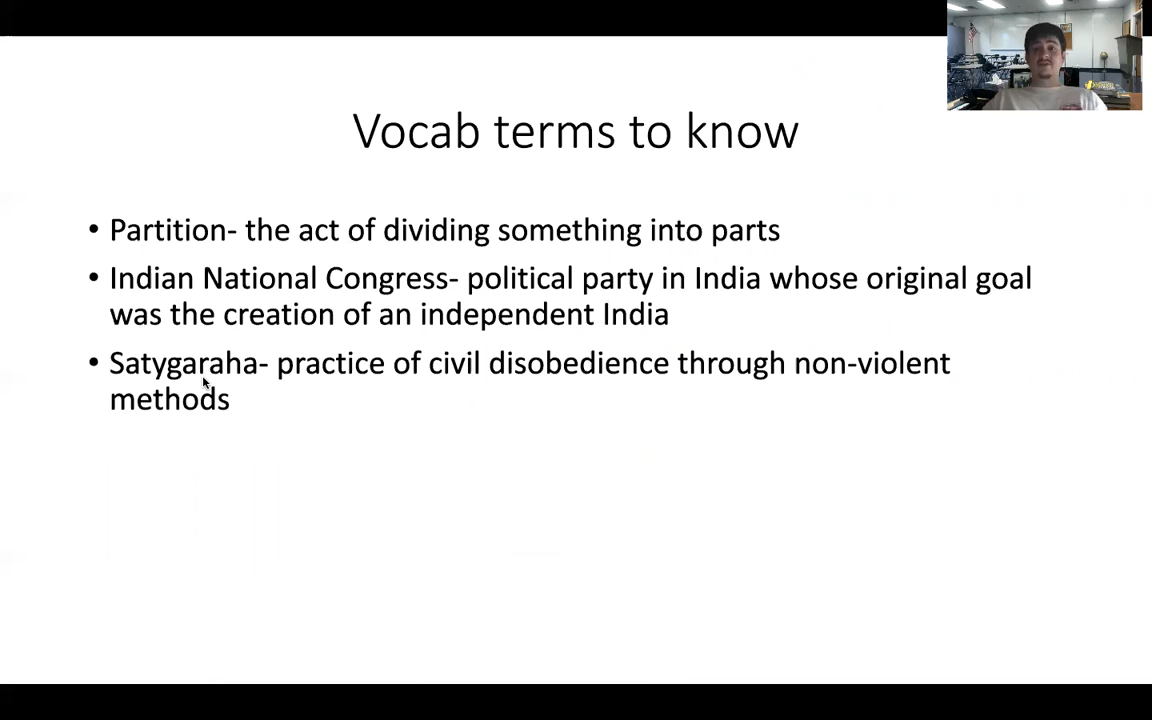 Vocab terms to know
• Partition- the act of dividing something into parts
• Indian National Congress- political party in India whose original goal
was the creation of an independent India
• Satygaraha- practice of civil disobedience through non-violent
methods